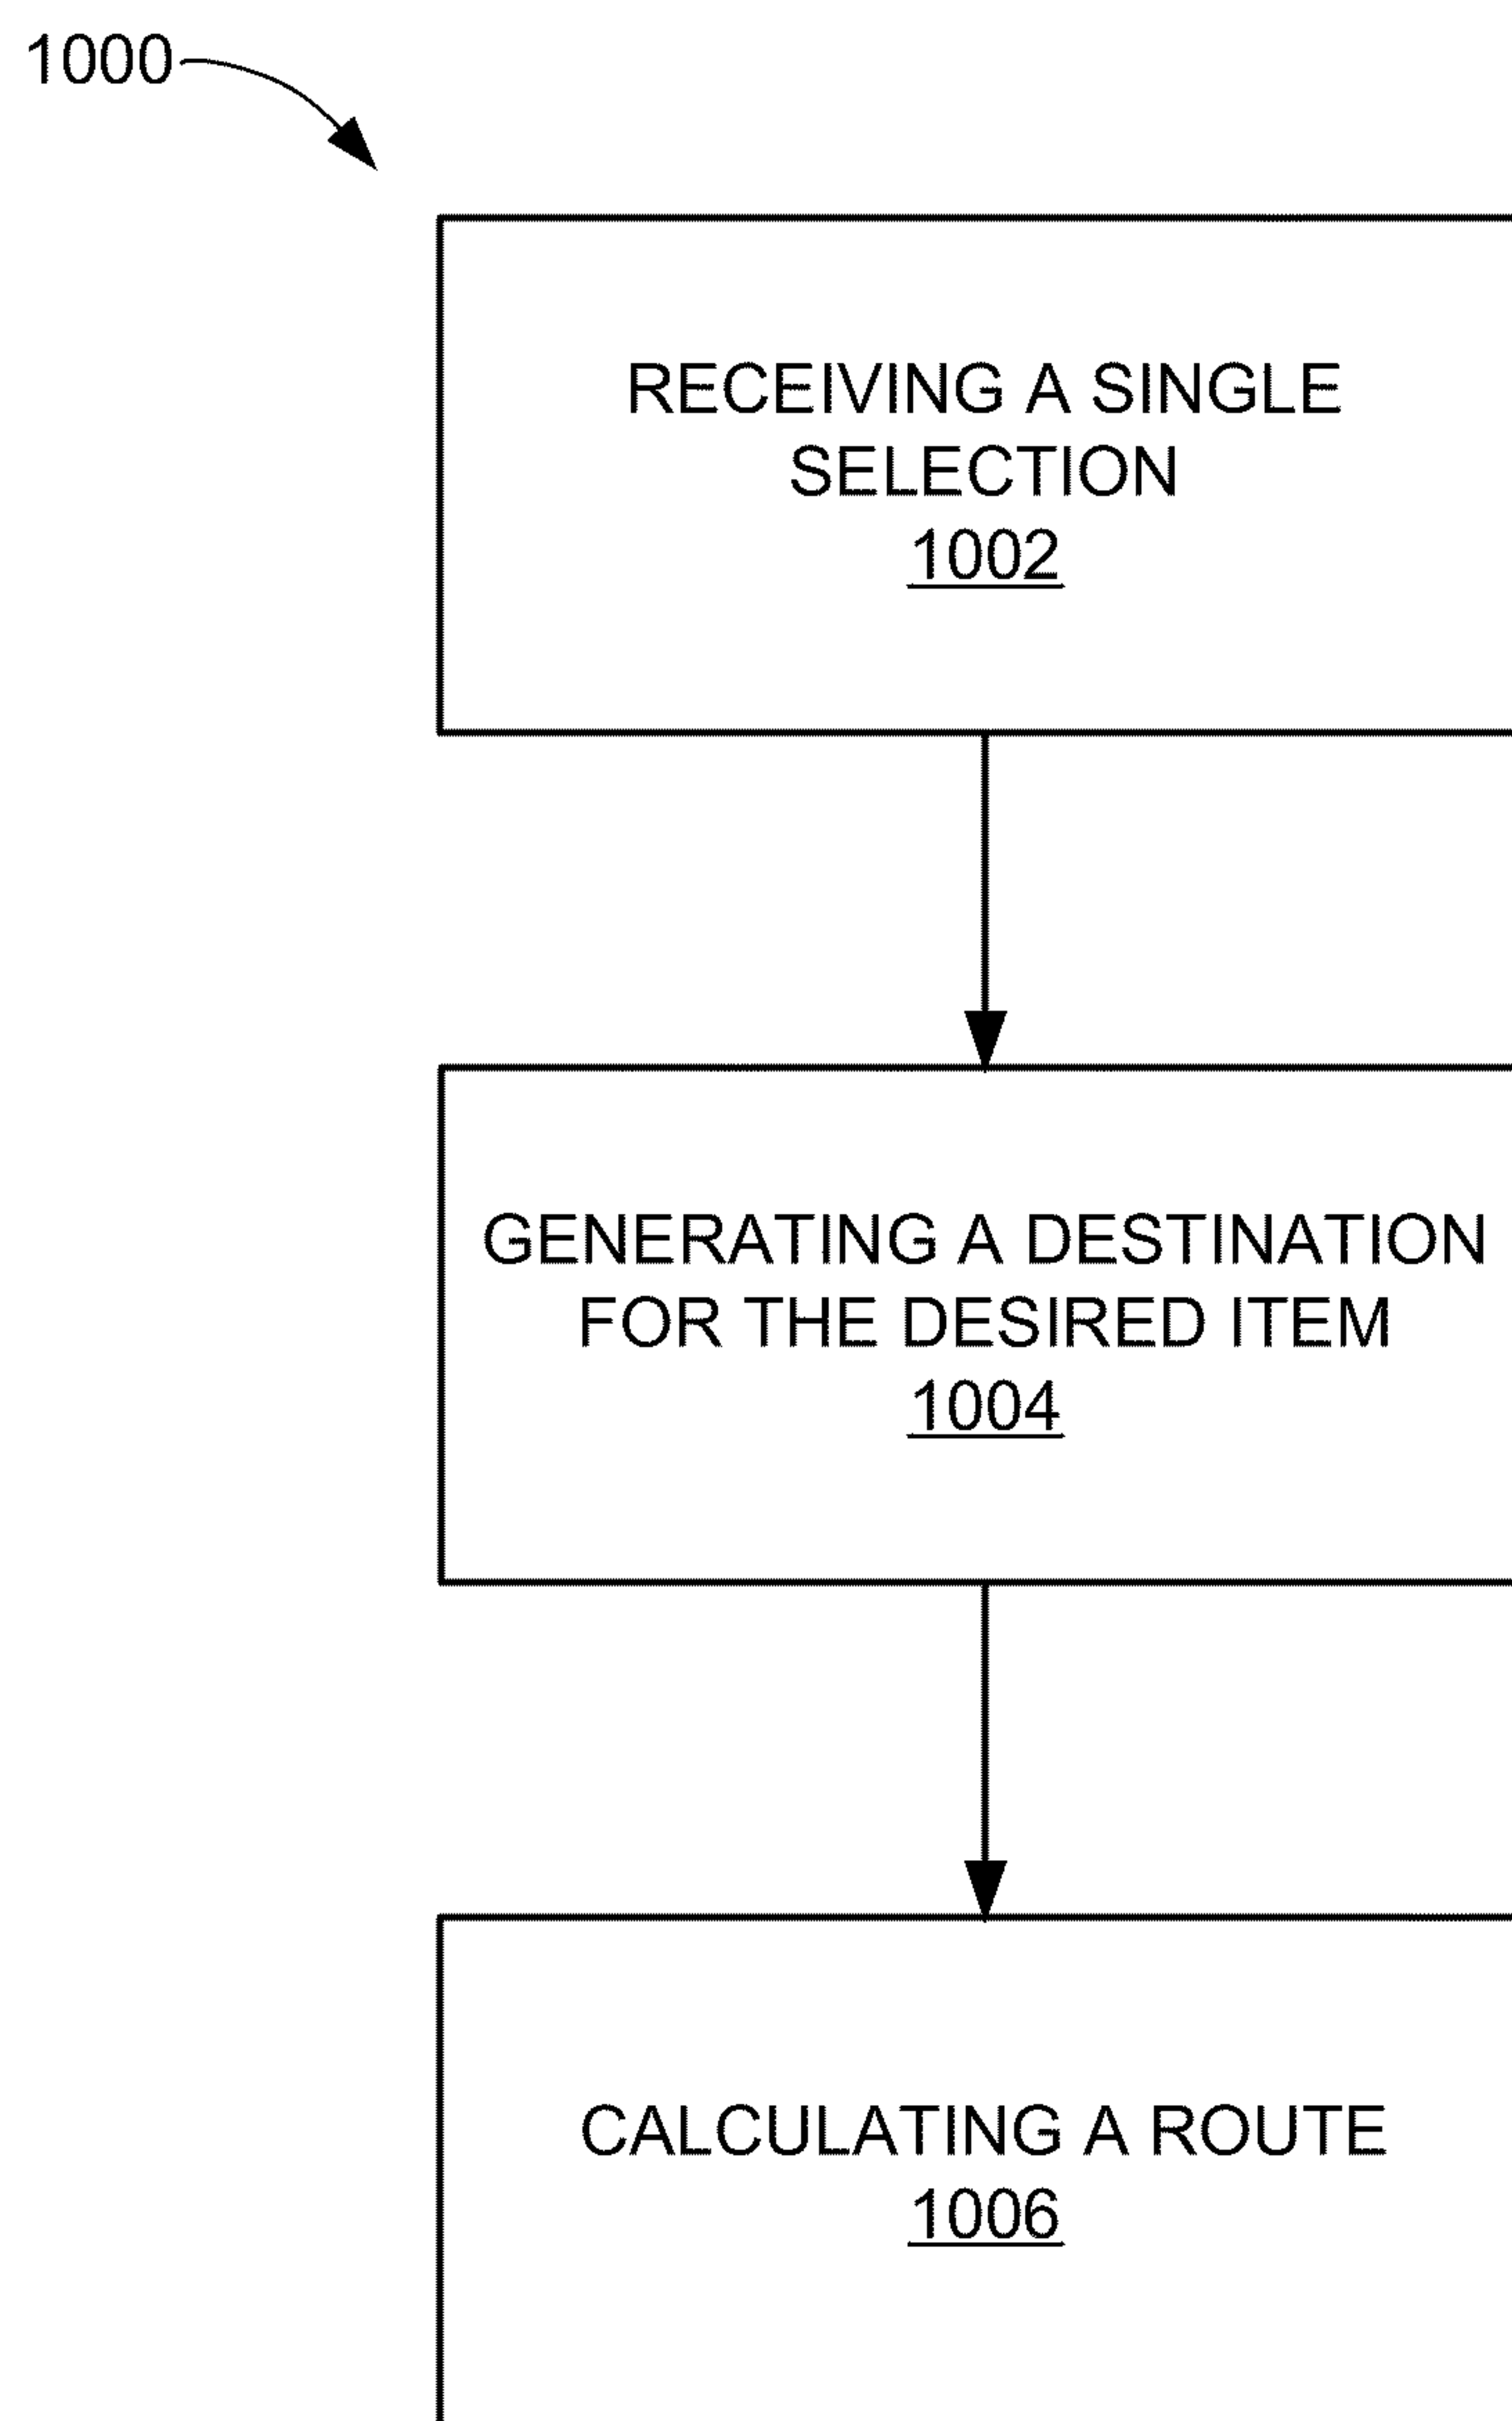 1000
RECEIVING A SINGLE
SELECTION
1002
GENERATING A DESTINATION
FOR THE DESIRED ITEM
1004
CALCULATING A ROUTE
1006